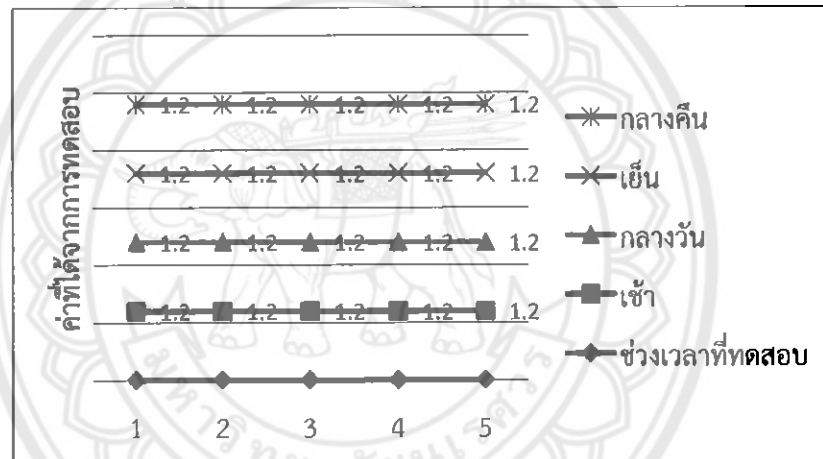 ค่าที่ได้จากการทดสอบ
1.2 1.2 1.2 1.2 1.2
1.2 1.2 1.2 1.2 1.2
1.2 1.2 1.2 1.2 1.2
1.2 1.2 1.2 1.2 1.2
1 2 3 4 5
กลางคืน
เย็น
กลางวัน
เช้า
ช่วงเวลาที่ทดสอบ